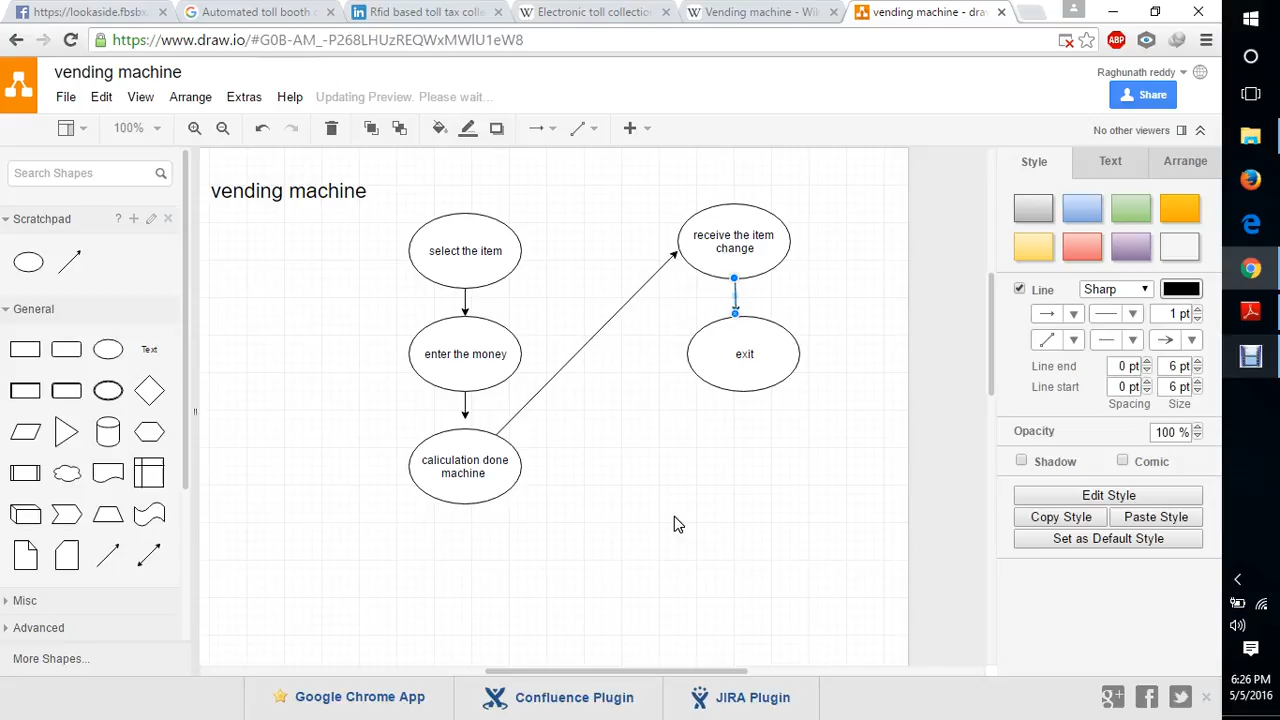 https://lookaside.fbsbx.
Automated toll booth c
Rfid based toll tax colle
Electronic toll collection
Vending machine - Wik
vending machine - draw
https://www.draw.io/#G0B-AM_-P268LHUzREQWxMWlU1eW8
ABP
vending machine
Raghunath reddy
File Edit View Arrange Extras Help Updating Preview. Please wait...
Share
100%
No other viewers
Search Shapes
Scratchpad
?
General
Text
Misc
Advanced
More Shapes...
vending machine
select the item
enter the money
caliculation done
machine
receive the item
change
exit
Style Text Arrange
Line Sharp
1 pt
Line end 0 pt 6 pt
Line start 0 pt 6 pt
Spacing Size
Opacity 100 %
Shadow Comic
Edit Style
Copy Style Paste Style
Set as Default Style
Google Chrome App Confluence Plugin JIRA Plugin
6:26 PM
5/5/2016